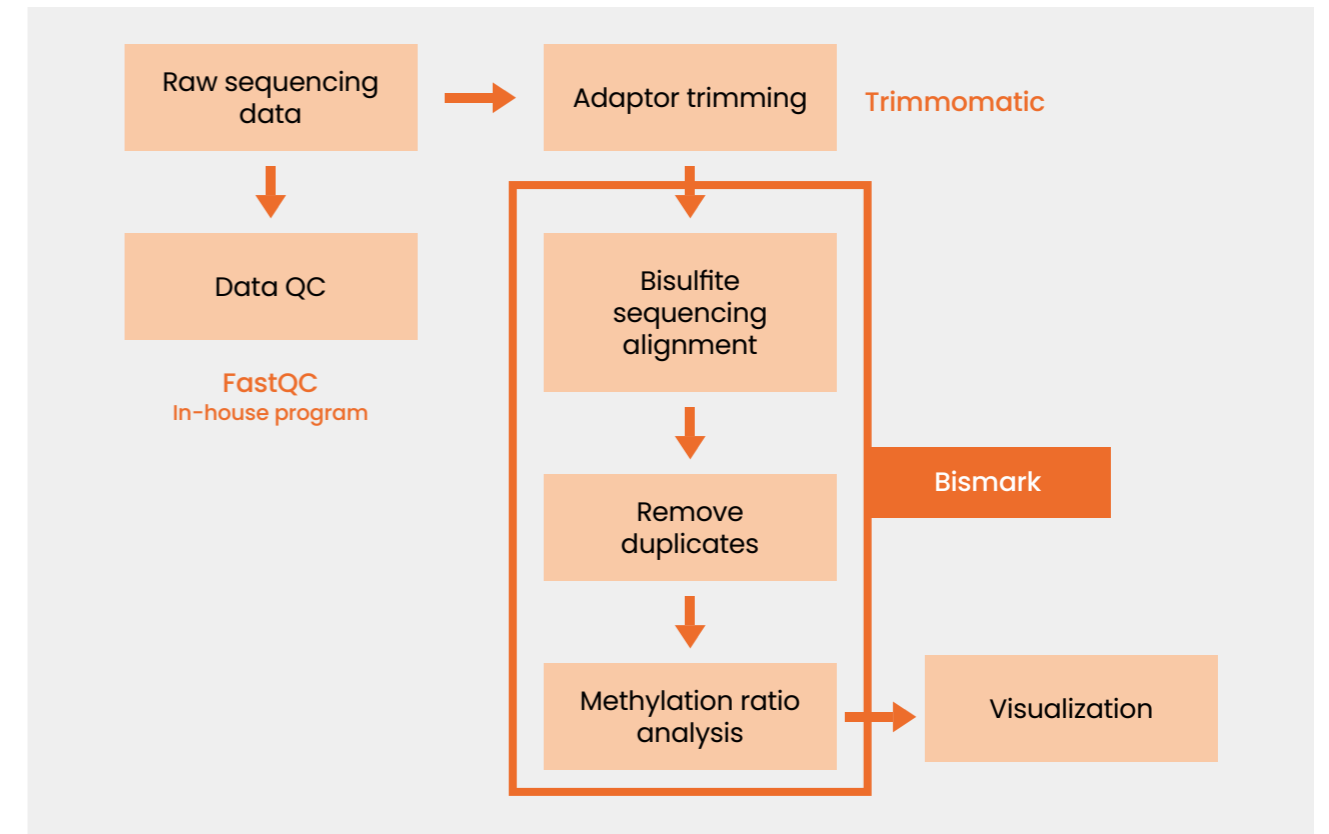 Raw sequencing
data
Adaptor trimming
Trimmomatic
Data QC
FastQC
In-house program
Bisulfite
sequencing
alignment
Remove
duplicates
Bismark
Methylation ratio
analysis
Visualization